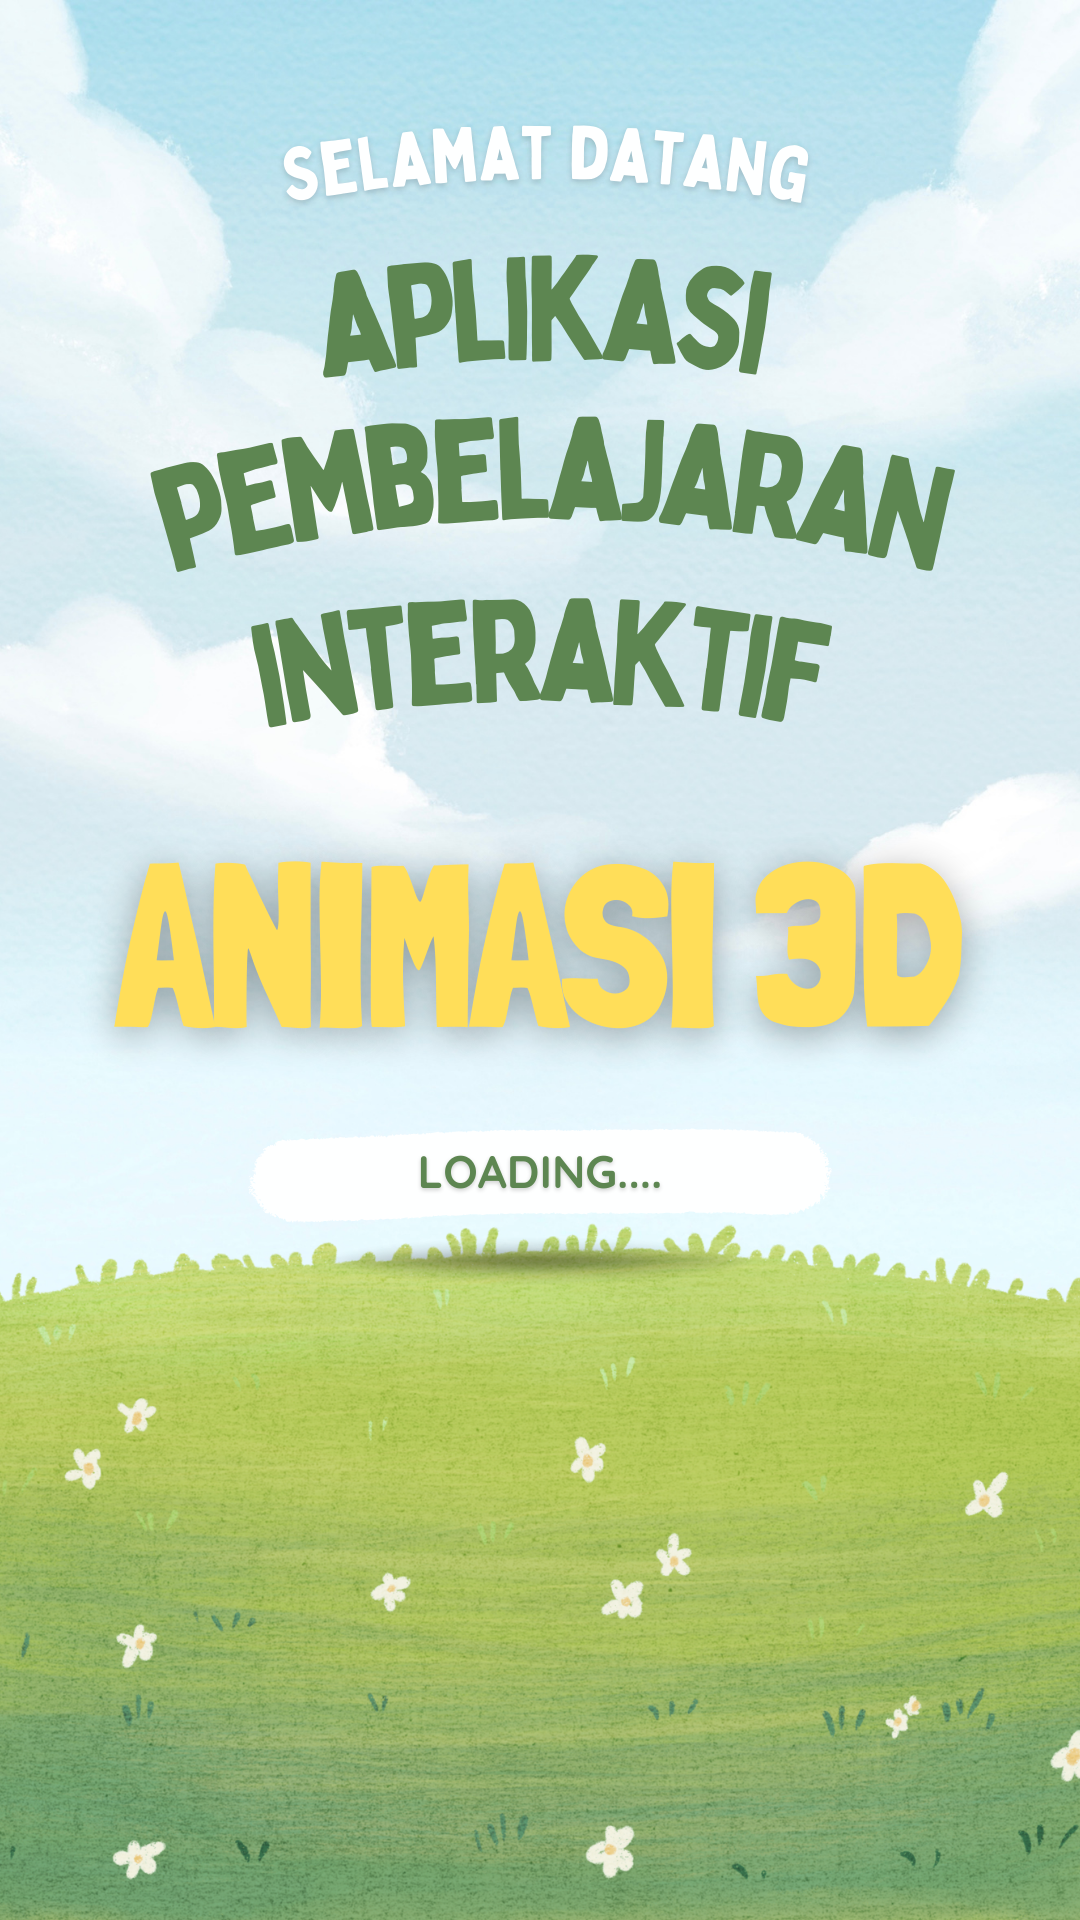 SELAMAT DATANG
APLIKASI
PEMBELAJARAN
INTERAKTIF
ANIMASI 3D
LOADING....